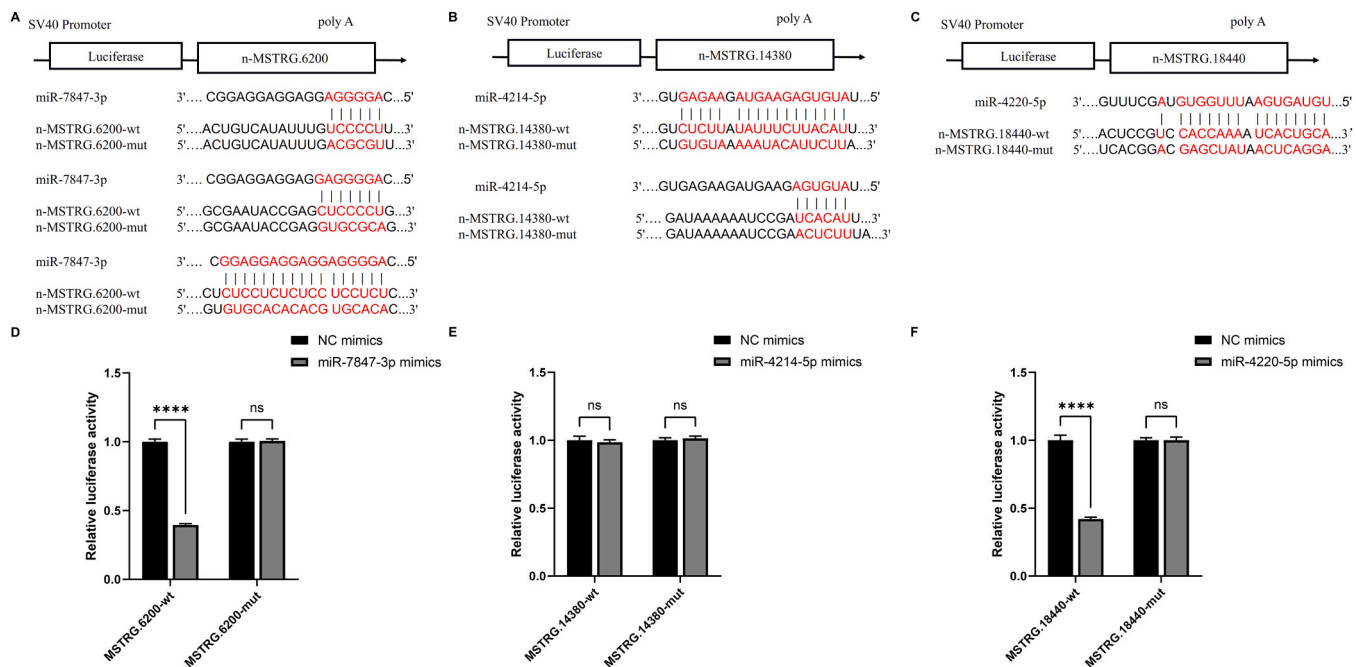 A
SV40 Promoter poly A
Luciferase n-MSTRG.6200
miR-7847-3p 3'.... CGGAGGAGGAGGAGGGGAC...5'
n-MSTRG.6200-wt 5'....ACUGUCAUAUUUGUCCCCUU...3'
n-MSTRG.6200-mut 5'....ACUGUCAUAUUUGACGCGUU...3'
miR-7847-3p 3'.... CGGAGGAGGAGGAGGGGAC...5'
n-MSTRG.6200-wt 5'.... GCGAAUACCGAGCUCCCCUG...3'
n-MSTRG.6200-mut 5'.... GCGAAUACCGAGGUGCGCAG...3'
miR-7847-3p 3'.... CGGAGGAGGAGGAGGGGAC...5'
n-MSTRG.6200-wt 5'....CUCUCCUCUCUCC UCCUCUC...3'
n-MSTRG.6200-mut 5'.... GUGUGCACACACG UGCACAC...3'
B
SV40 Promoter poly A
Luciferase n-MSTRG.14380
miR-4214-5p 3'....GUGAGAAGAUGAAGAGUGUAU...5'
n-MSTRG.14380-wt 5'....GUCUCUUAUAUUUCUUACAUU...3'
n-MSTRG.14380-mut 5'....CUGUGUAAAAUACAUUCUUA...3'
miR-4214-5p 3'....GUGAGAAGAUGAAGAGUGUAU...5'
n-MSTRG.14380-wt 5'.... GAUAAAAAAUCCGAUCACAUU...3'
n-MSTRG.14380-mut 5'.... GAUAAAAAAUCCGAACUCUUUA...3'
C
SV40 Promoter poly A
Luciferase n-MSTRG.18440
miR-4220-5p 3'....GUUUCGAUGUGGUUUAAGUGAUGU...5'
n-MSTRG.18440-wt 5'....ACUCCGUC CACCAAAAUCACUGCA...3'
n-MSTRG.18440-mut 5'....UCACGGAC GAGCUAUAACUCAGGA...3'
D
NC mimics
miR-7847-3p mimics
Relative luciferase activity
1.5
1.0
0.5
0.0
**** ns
MSTRG.6200-wt
MSTRG.6200-mut
E
NC mimics
miR-4214-5p mimics
Relative luciferase activity
1.5
1.0
0.5
0.0
ns ns
MSTRG.14380-wt
MSTRG.14380-mut
F
NC mimics
miR-4220-5p mimics
Relative luciferase activity
1.5
1.0
0.5
0.0
**** ns
MSTRG.18440-wt
MSTRG.18440-mut